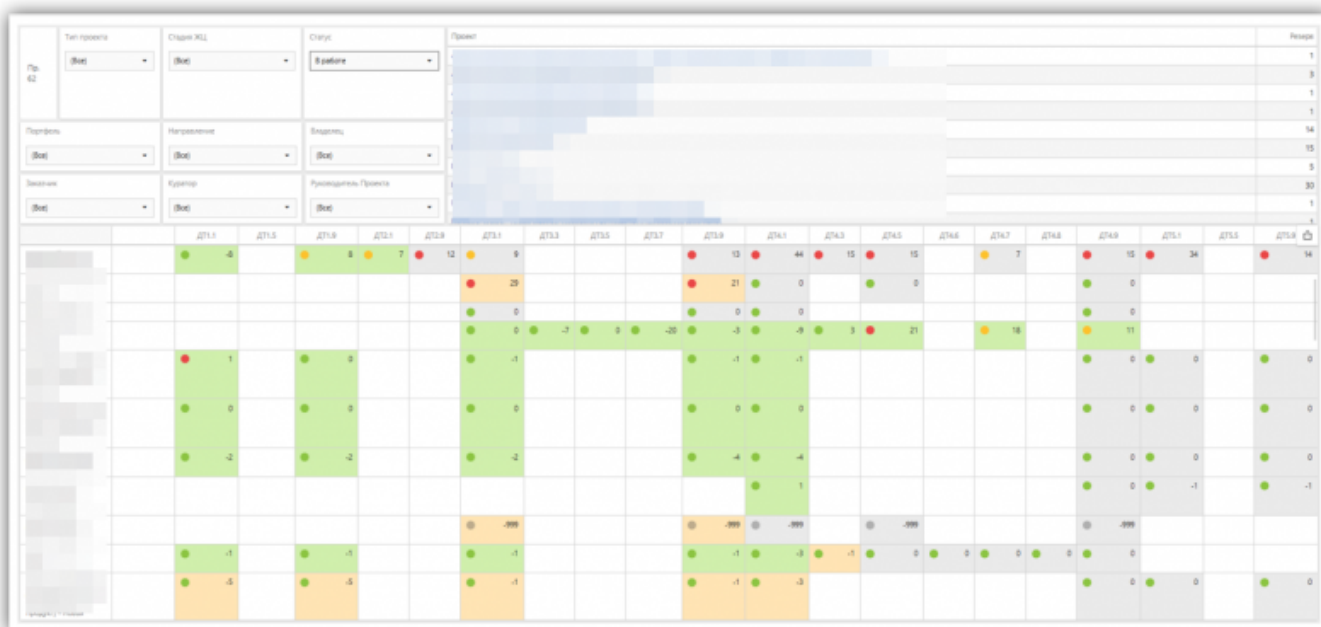 Тип проекта Стадия ЖЦ Статус Проект Резерв
Пр. 62
(Все) (Все) В работе
1
3
1
1
Портфель Направление Владелец
14
(Все) (Все) (Все)
15
5
Заказчик Куратор Руководитель Проекта
30
(Все) (Все) (Все)
1
1
ДТ1.1 ДТ1.5 ДТ1.9 ДТ2.1 ДТ2.9 ДТ3.1 ДТ3.3 ДТ3.5 ДТ3.7 ДТ3.9 ДТ4.1 ДТ4.3 ДТ4.5 ДТ4.6 ДТ4.7 ДТ4.8 ДТ4.9 ДТ5.1 ДТ5.5 ДТ5.9
-8 8 7 12 9 13 44 15 15 7 15 34 14
29 21 0 0 0
0 0 0 0
0 -7 0 -20 -3 -9 3 21 18 11
1 0 -1 -1 -1 0 0 0
0 0 0 0 0 0 0 0
-2 -2 -2 -4 -4 0 0 0
1 0 -1 -1
-999 -999 -999 -999 -999
-1 -1 -1 -1 -3 -1 0 0 0 0 0
-5 -5 -1 -1 -3 0 0 0